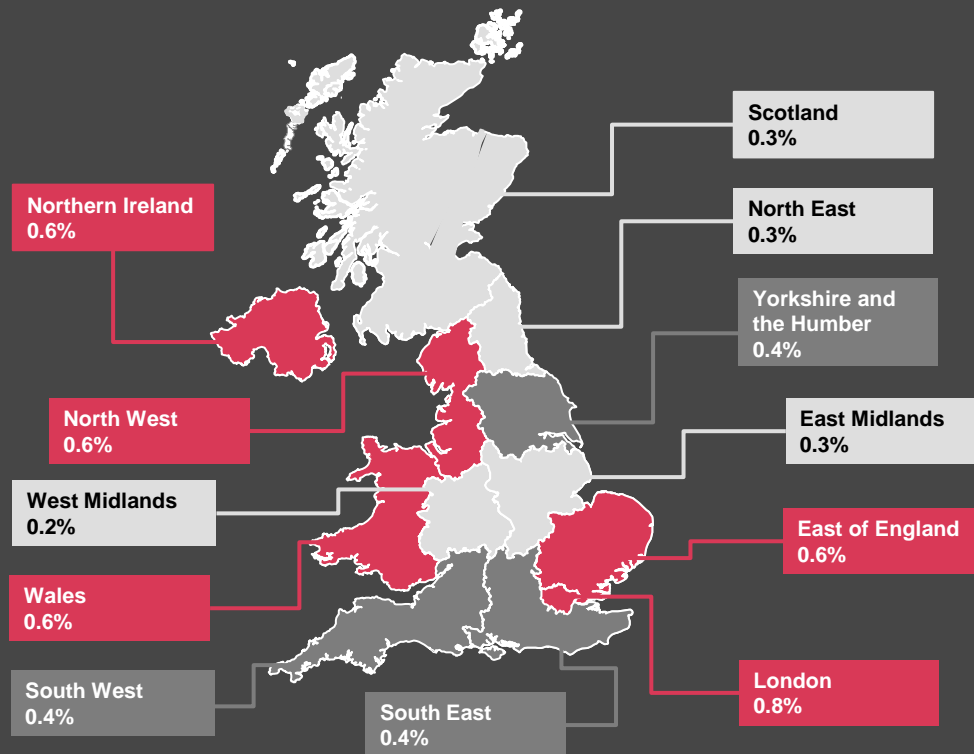 Scotland
0.3%
Northern Ireland
0.6%
North East
0.3%
Yorkshire and
the Humber
0.4%
North West
0.6%
East Midlands
0.3%
West Midlands
0.2%
East of England
0.6%
Wales
0.6%
South West
0.4%
London
0.8%
South East
0.4%